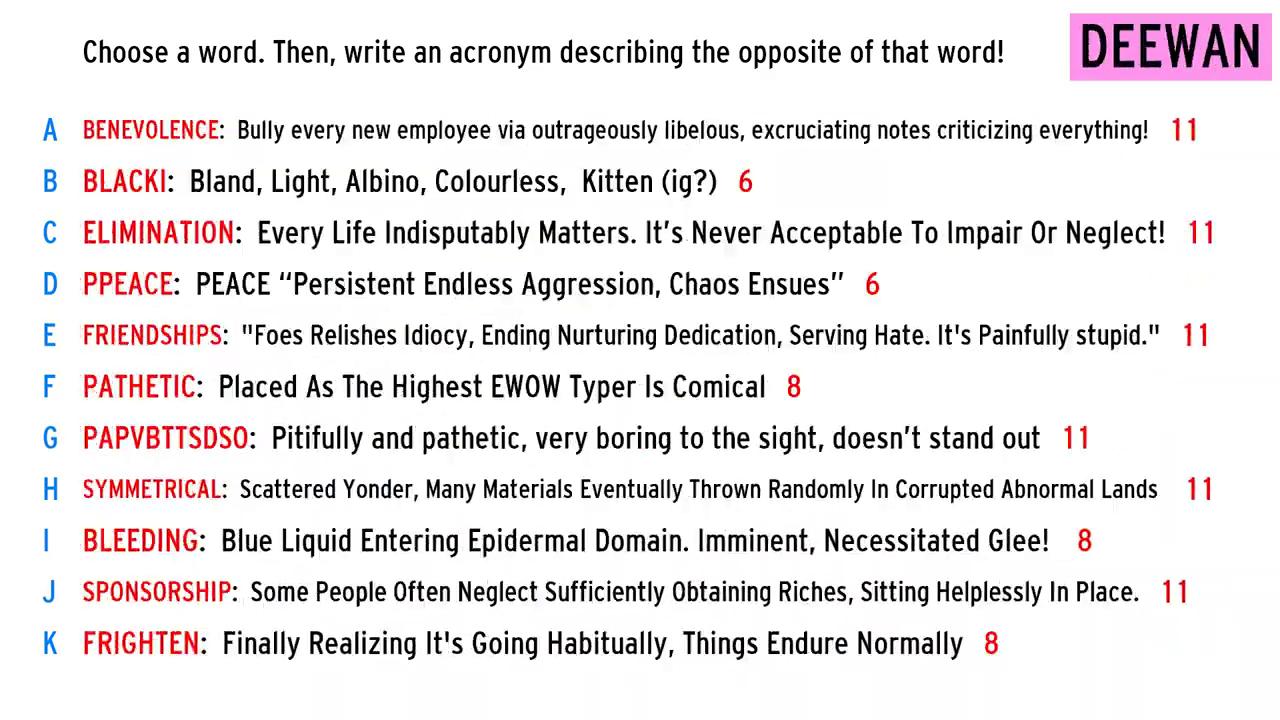 Choose a word. Then, write an acronym describing the opposite of that word!
DEEWAN
A BENEVOLENCE: Bully every new employee via outrageously libelous, excruciating notes criticizing everything! 11
B BLACKI: Bland, Light, Albino, Colourless, Kitten (ig?) 6
C ELIMINATION: Every Life Indisputably Matters. It’s Never Acceptable To Impair Or Neglect! 11
D PPEACE: PEACE “Persistent Endless Aggression, Chaos Ensues” 6
E FRIENDSHIPS: "Foes Relishes Idiocy, Ending Nurturing Dedication, Serving Hate. It's Painfully stupid." 11
F PATHETIC: Placed As The Highest EWOW Typer Is Comical 8
G PAPVBTTSDSO: Pitifully and pathetic, very boring to the sight, doesn’t stand out 11
H SYMMETRICAL: Scattered Yonder, Many Materials Eventually Thrown Randomly In Corrupted Abnormal Lands 11
I BLEEDING: Blue Liquid Entering Epidermal Domain. Imminent, Necessitated Glee! 8
J SPONSORSHIP: Some People Often Neglect Sufficiently Obtaining Riches, Sitting Helplessly In Place. 11
K FRIGHTEN: Finally Realizing It's Going Habitually, Things Endure Normally 8